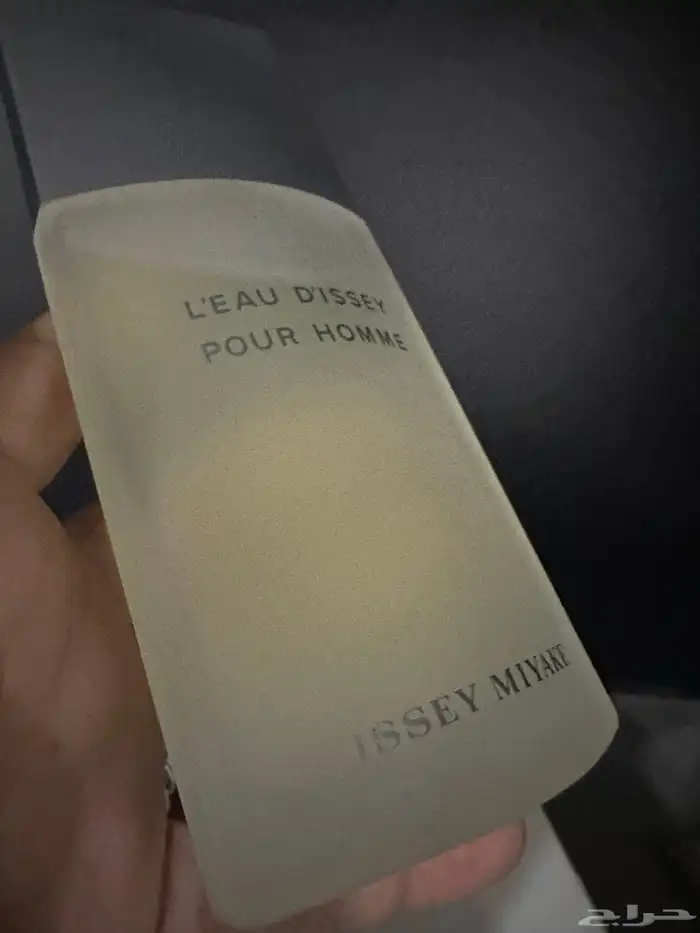 L'EAU D'ISSEY
POUR HOMME
ISSEY MIYAKE
حراج